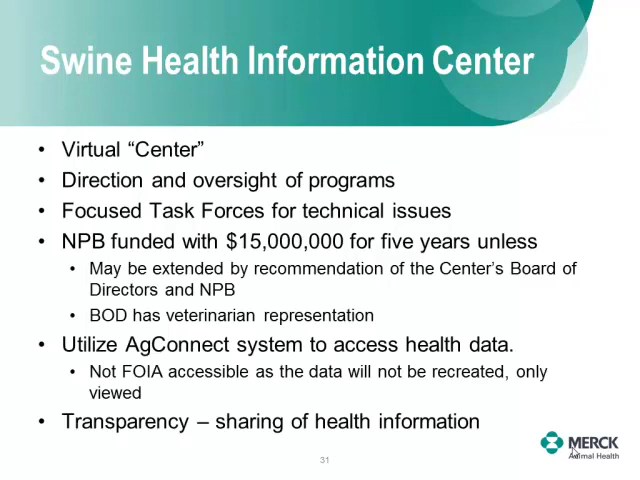 Swine Health Information Center
• Virtual “Center”
• Direction and oversight of programs
• Focused Task Forces for technical issues
• NPB funded with $15,000,000 for five years unless
• May be extended by recommendation of the Center’s Board of
Directors and NPB
• BOD has veterinarian representation
• Utilize AgConnect system to access health data.
• Not FOIA accessible as the data will not be recreated, only
viewed
• Transparency – sharing of health information
31
MERCK
Animal Health